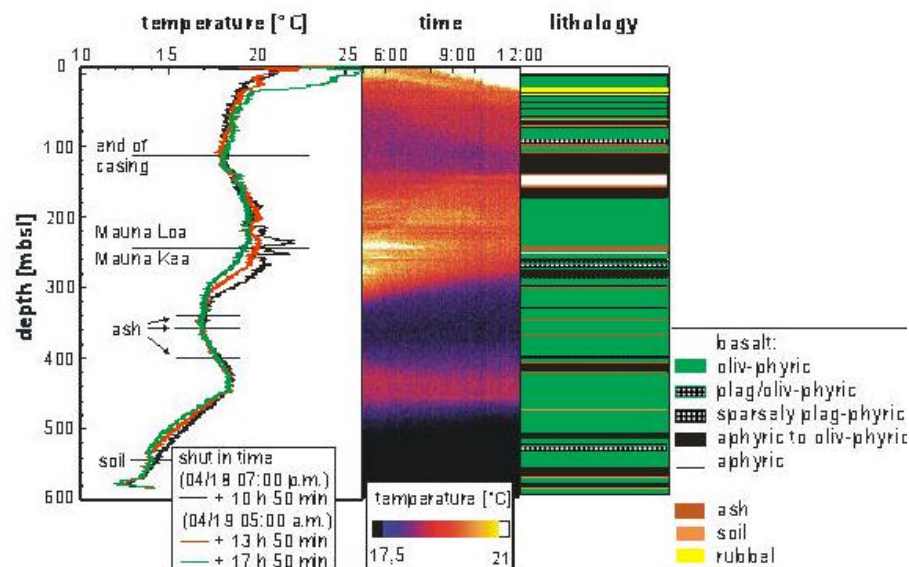 temperature [°C]
time
lithology
10 15 20 25
6:00 8:00 12:00
0
100
200
300
400
500
600
depth [mbsl]
end of
casing
Mauna Loa
Mauna Kea
ash
soil
shut in time
(04/18 07:00 p.m.)
+ 10 h 50 min
(04/19 05:00 a.m.)
+ 13 h 50 min
+ 17 h 50 min
temperature [°C]
17,5 21
basalt:
oliv-phyric
plag/oliv-phyric
sparsely plag-phyric
aphyric to oliv-phyric
aphyric
ash
soil
rubbel